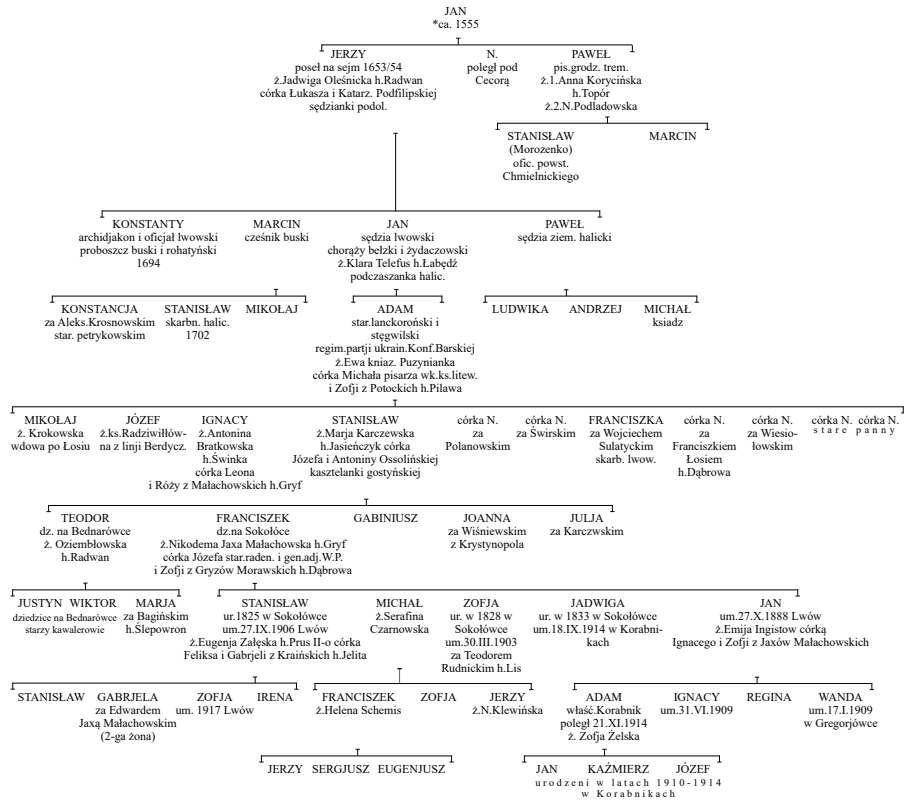 JAN
*ca. 1555
JERZY
poseł na sejm 1653/54
ż.Jadwiga Oleśnicka h.Radwan
córka Łukasza i Katarz. Podfilipskiej
sędzianki podol.
N.
poległ pod
Cecorą
PAWEŁ
pis.grodz. trem.
ż.1.Anna Korycińska
h.Topór
ż.2.N.Podladowska
STANISŁAW
(Morozenko)
ofic. powst.
Chmielnickiego
MARCIN
KONSTANTY
archidjakon i oficjał lwowski
proboszcz buski i rohatyński
1694
MARCIN
cześnik buski
JAN
sędzia lwowski
chorąży bełzki i żydaczowski
ż.Klara Telefus h.Łabędź
podczaszanka halic.
PAWEŁ
sędzia ziem. halicki
KONSTANCJA
za Aleks.Krosnowskim
star. petrykowskim
STANISŁAW
skarbn. halic.
1702
MIKOŁAJ
ADAM
star.lanckoroński i
stęgwilski
regim.partji ukrain.Konf.Barskiej
ż.Ewa kniaz. Puzynianka
córka Michała pisarza wk.ks.litew.
i Zofji z Potockich h.Pilawa
LUDWIKA
ANDRZEJ
MICHAŁ
ksiadz
MIKOŁAJ
ż. Krokowska
wdowa po Łosiu
JÓZEF
ż.ks.Radziwiłłów-
na z linji Berdycz.
IGNACY
ż.Antonina
Bratkowska
h.Świnka
córka Leona
i Róży z Małachowskich h.Gryf
STANISŁAW
ż.Marja Karczewska
h.Jasieńczyk córka
Józefa i Antoniny Ossolińskiej
kasztelanki gostyńskiej
córka N.
za
Polanowskim
córka N.
za Świrskim
FRANCISZKA
za Wojciechem
Sulatyckim
skarb. lwow.
córka N.
za
Franciszkiem
Łosiem
h.Dąbrowa
córka N.
za Wiesio-
łowskim
córka N. córka N.
stare panny
TEODOR
dz. na Bednarówce
ż. Oziembłowska
h.Radwan
FRANCISZEK
dz.na Sokołóce
ż.Nikodema Jaxa Małachowska h.Gryf
córka Józefa star.raden. i gen.adj.W.P.
i Zofji z Gryzów Morawskich h.Dąbrowa
GABINIUSZ
JOANNA
za Wiśniewskim
z Krystynopola
JULJA
za Karczwskim
JUSTYN WIKTOR
dziedzice na Bednarówce
starzy kawalerowie
MARJA
za Bagińskim
h.Ślepowron
STANISŁAW
ur.1825 w Sokołówce
um.27.IX.1906 Lwów
ż.Eugenja Załęska h.Prus II-o córka
Feliksa i Gabrjeli z Kraińskich h.Jelita
MICHAŁ
ż.Serafina
Czarnowska
ZOFJA
ur. w 1828 w
Sokołówce
um.30.III.1903
za Teodorem
Rudnickim h.Lis
JADWIGA
ur. w 1833 w Sokołówce
um.18.IX.1914 w Korabni-
kach
JAN
um.27.X.1888 Lwów
ż.Emija Ingistow córką
Ignacego i Zofji z Jaxów Małachowskich
STANISŁAW
GABRJELA
za Edwardem
Jaxą Małachowskim
(2-ga żona)
ZOFJA
um. 1917 Lwów
IRENA
FRANCISZEK
ż.Helena Schemis
ZOFJA
JERZY
ż.N.Klewińska
ADAM
właść.Korabnik
poległ 21.XI.1914
ż. Zofja Żelska
IGNACY
um.31.VI.1909
REGINA
WANDA
um.17.I.1909
w Gregorjówce
JERZY SERGJUSZ EUGENJUSZ
JAN KAŹMIERZ JÓZEF
urodzeni w latach 1910-1914
w Korabnikach